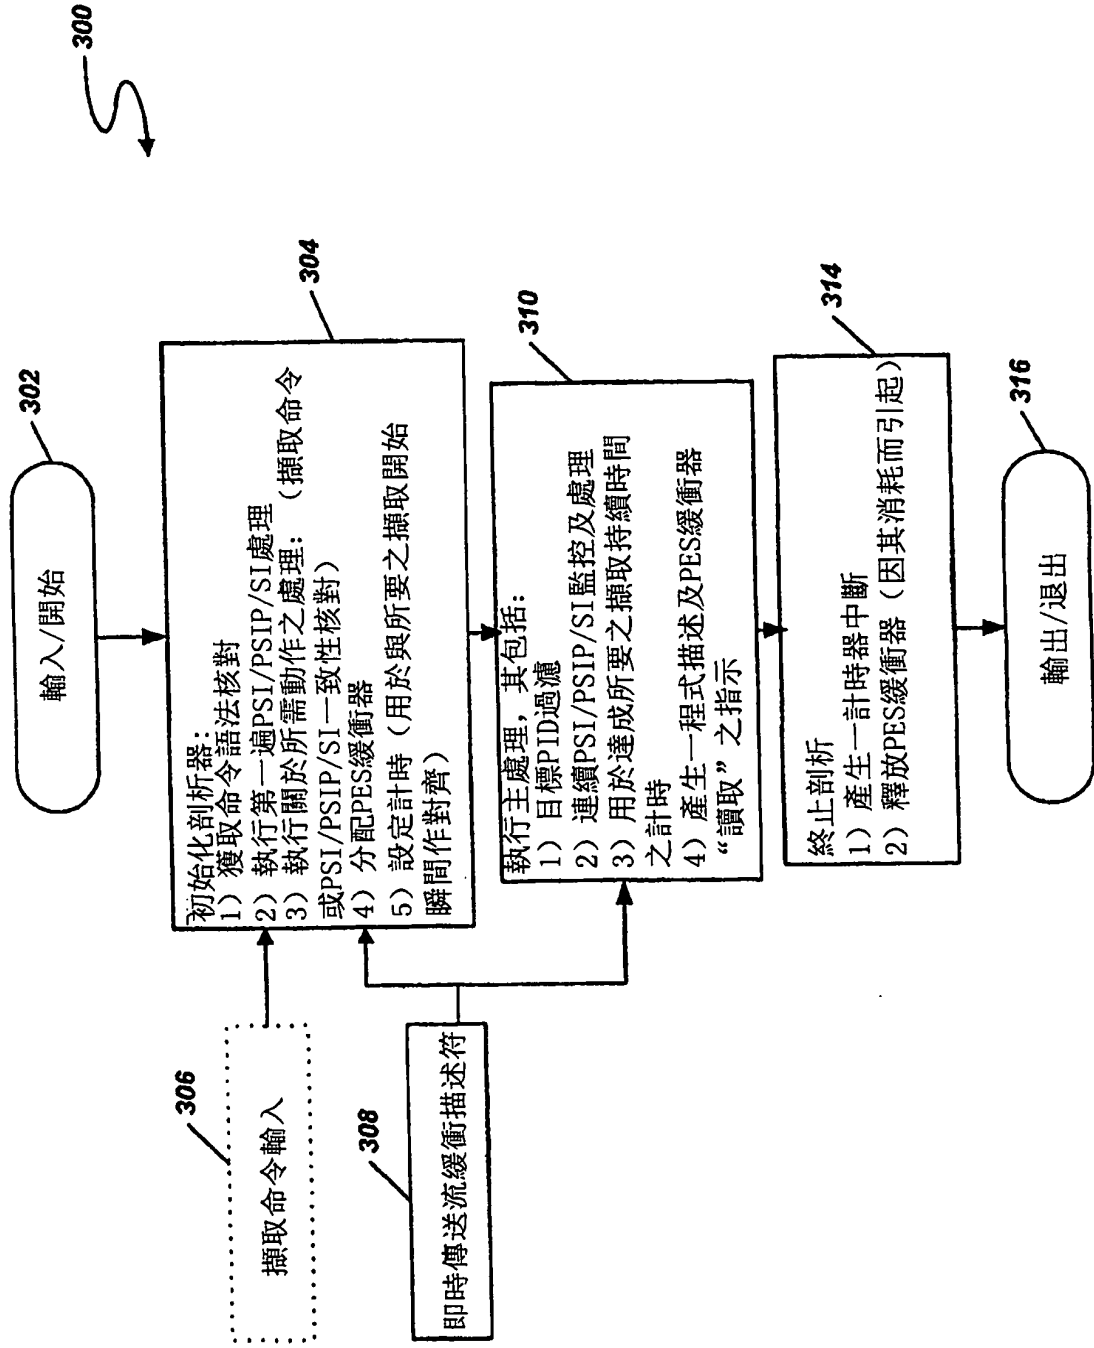 300
輸入/開始
302
初始化剖析器:
1) 獲取命令語法核對
2) 執行第一遍PSI/PSIP/SI處理
3) 執行關於所需動作之處理: (擷取命令
或PSI/PSIP/SI一致性核對)
4) 分配PES緩衝器
5) 設定計時 (用於與所要之擷取開始
瞬間作對齊)
304
擷取命令輸入
306
即時傳送流緩衝描述符
308
執行主處理, 其包括:
1) 目標PID過濾
2) 連續PSI/PSIP/SI監控及處理
3) 用於達成所要之擷取持續時間
之計時
4) 產生一程式描述及PES緩衝器
“讀取”之指示
310
終止剖析
1) 產生一計時器中斷
2) 釋放PES緩衝器 (因其消耗而引起)
314
輸出/退出
316